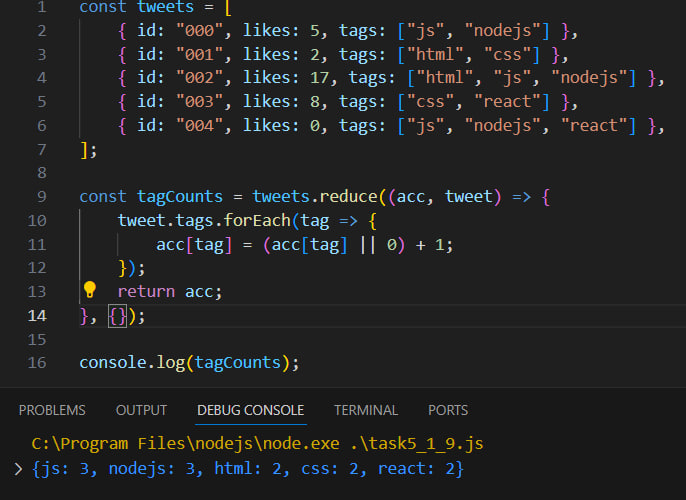 1 const tweets = [
2 { id: "000", likes: 5, tags: ["js", "nodejs"] },
3 { id: "001", likes: 2, tags: ["html", "css"] },
4 { id: "002", likes: 17, tags: ["html", "js", "nodejs"] },
5 { id: "003", likes: 8, tags: ["css", "react"] },
6 { id: "004", likes: 0, tags: ["js", "nodejs", "react"] },
7 ];
8
9 const tagCounts = tweets.reduce((acc, tweet) => {
10 tweet.tags.forEach(tag => {
11 acc[tag] = (acc[tag] || 0) + 1;
12 });
13 return acc;
14 }, {});
15
16 console.log(tagCounts);
PROBLEMS OUTPUT DEBUG CONSOLE TERMINAL PORTS
C:\Program Files\nodejs\node.exe .\task5_1_9.js
> {js: 3, nodejs: 3, html: 2, css: 2, react: 2}